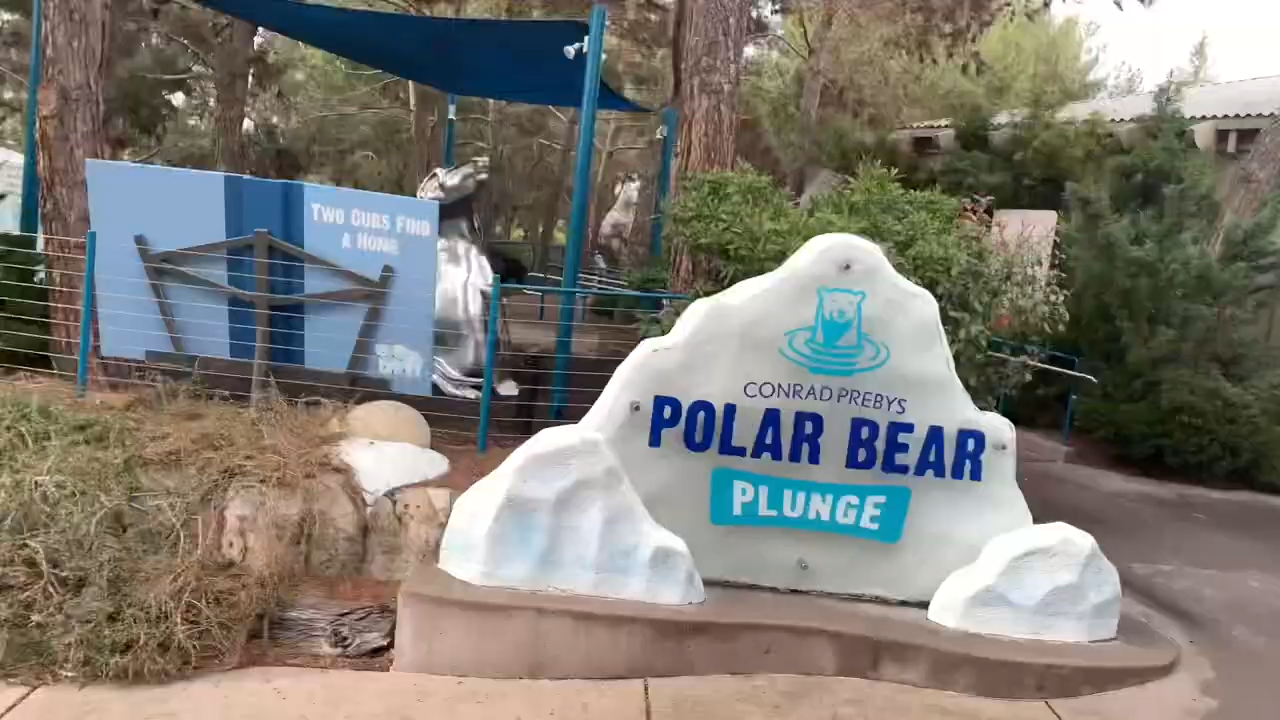 TWO CUBS FIND
A HOME
CONRAD PREBYS
POLAR BEAR
PLUNGE